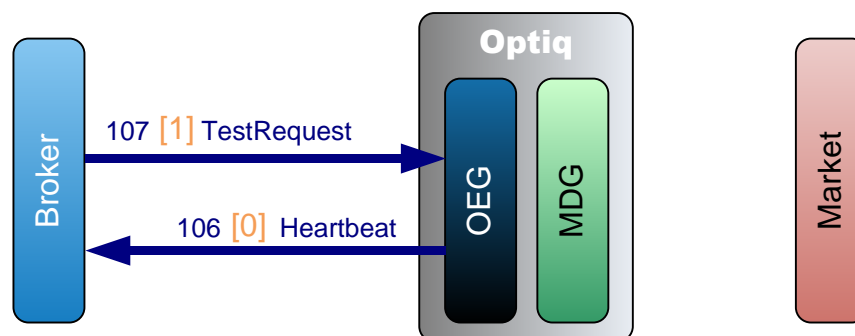 Optiq
107 [1] TestRequest
106 [0] Heartbeat
Broker
OEG
MDG
Market